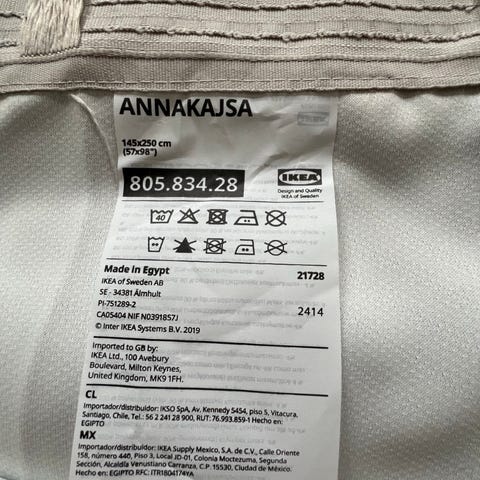 ANNAKAJSA
145x250 cm
(57x98")
805.834.28
IKEA
Design and Quality
IKEA of Sweden
40
Made in Egypt 21728
IKEA of Sweden AB
SE - 34381 Älmhult
PI-751289-2
CA05404 NIF N0391857J 2414
© Inter IKEA Systems B.V. 2019
Imported to GB by:
IKEA Ltd., 100 Avebury
Boulevard, Milton Keynes,
United Kingdom, MK9 1FH.
CL
Importador/distribuidor: IKSO SpA, Av. Kennedy 5454, piso 5, Vitacura,
Santiago, Chile, Tel.: 56 2 241 28 900, RUT: 76.993.859-1 Hecho en
EGIPTO
MX
Importador/distribuidor: IKEA Supply Mexico, S.A. de C.V., Calle Oriente
158, número 440, Piso 3, Local JD-01, Colonia Moctezuma, Segunda
Sección, Alcaldía Venustiano Carranza, C.P. 15530, Ciudad de México.
Hecho en EGIPTO RFC: ITR1804174YA